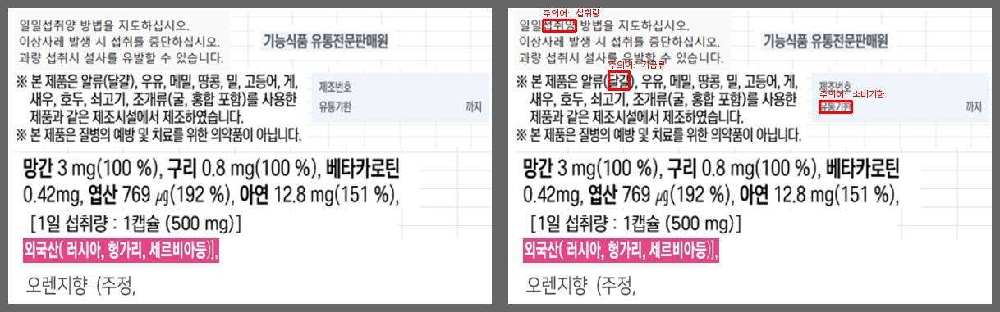 일일섭취양 방법을 지도하십시오.
이상사례 발생 시 섭취를 중단하십시오.
과량 섭취시 설사를 유발할 수 있습니다.
기능식품 유통전문판매원
※ 본 제품은 알류(달걀), 우유, 메밀, 땅콩, 밀, 고등어, 게,
새우, 호두, 쇠고기, 조개류(굴, 홍합 포함)를 사용한
제품과 같은 제조시설에서 제조하였습니다.
※ 본 제품은 질병의 예방 및 치료를 위한 의약품이 아닙니다.
제조번호
유통기한 까지
망간 3 mg(100 %), 구리 0.8 mg(100 %), 베타카로틴
0.42mg, 엽산 769 ㎍(192 %), 아연 12.8 mg(151 %),
[1일 섭취량 : 1캡슐 (500 mg)]
외국산( 러시아, 헝가리, 세르비아등)],
오렌지향 (주정,
주의어: 섭취량
일일섭취양 방법을 지도하십시오.
이상사례 발생 시 섭취를 중단하십시오.
과량 섭취시 설사를 유발할 수 있습니다.
기능식품 유통전문판매원
주의어: 가금류
※ 본 제품은 알류(달걀), 우유, 메밀, 땅콩, 밀, 고등어, 게,
새우, 호두, 쇠고기, 조개류(굴, 홍합 포함)를 사용한
제품과 같은 제조시설에서 제조하였습니다.
※ 본 제품은 질병의 예방 및 치료를 위한 의약품이 아닙니다.
제조번호
주의어: 소비기한
유통기한 까지
망간 3 mg(100 %), 구리 0.8 mg(100 %), 베타카로틴
0.42mg, 엽산 769 ㎍(192 %), 아연 12.8 mg(151 %),
[1일 섭취량 : 1캡슐 (500 mg)]
외국산( 러시아, 헝가리, 세르비아등)],
오렌지향 (주정,